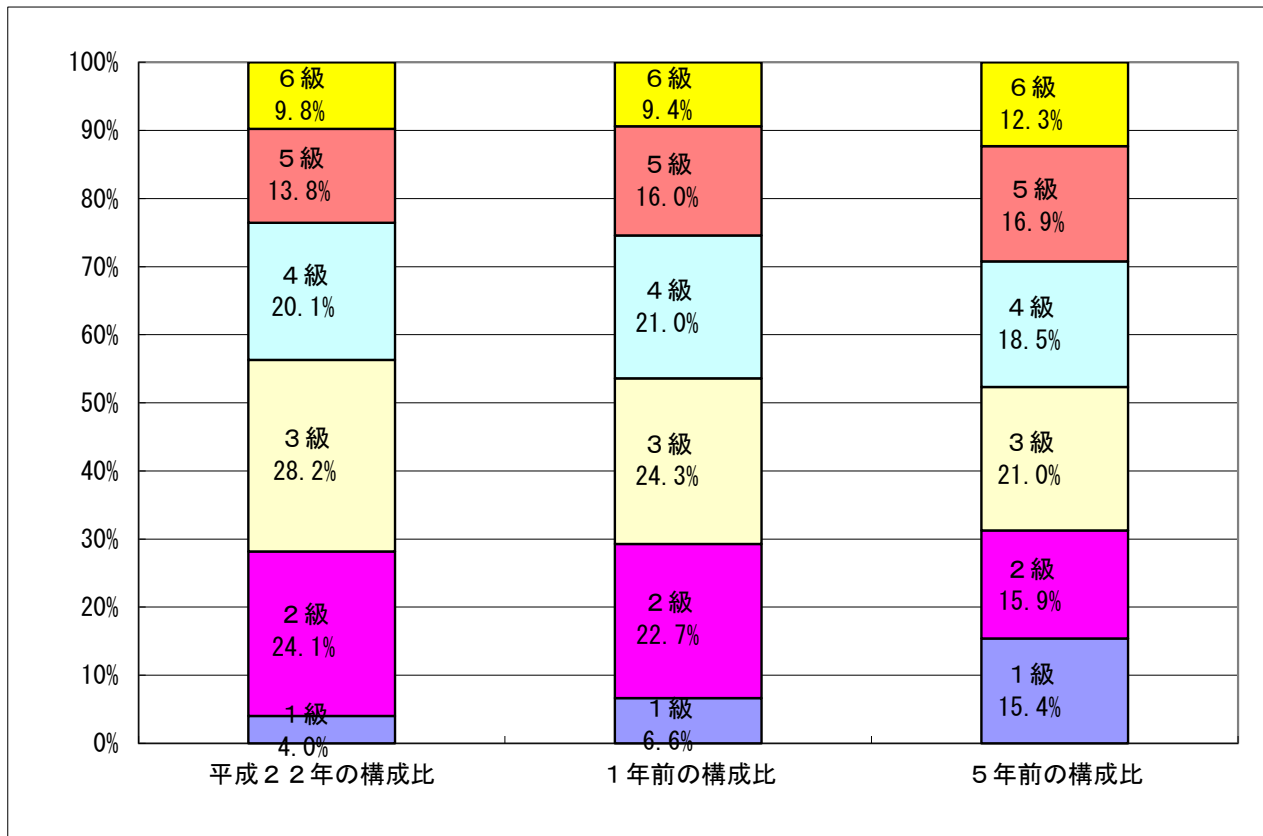 100%
90%
80%
70%
60%
50%
40%
30%
20%
10%
0%
６級
9.8%
５級
13.8%
４級
20.1%
３級
28.2%
２級
24.1%
１級
4.0%
６級
9.4%
５級
16.0%
４級
21.0%
３級
24.3%
２級
22.7%
１級
6.6%
６級
12.3%
５級
16.9%
４級
18.5%
３級
21.0%
２級
15.9%
１級
15.4%
平成２２年の構成比
１年前の構成比
５年前の構成比